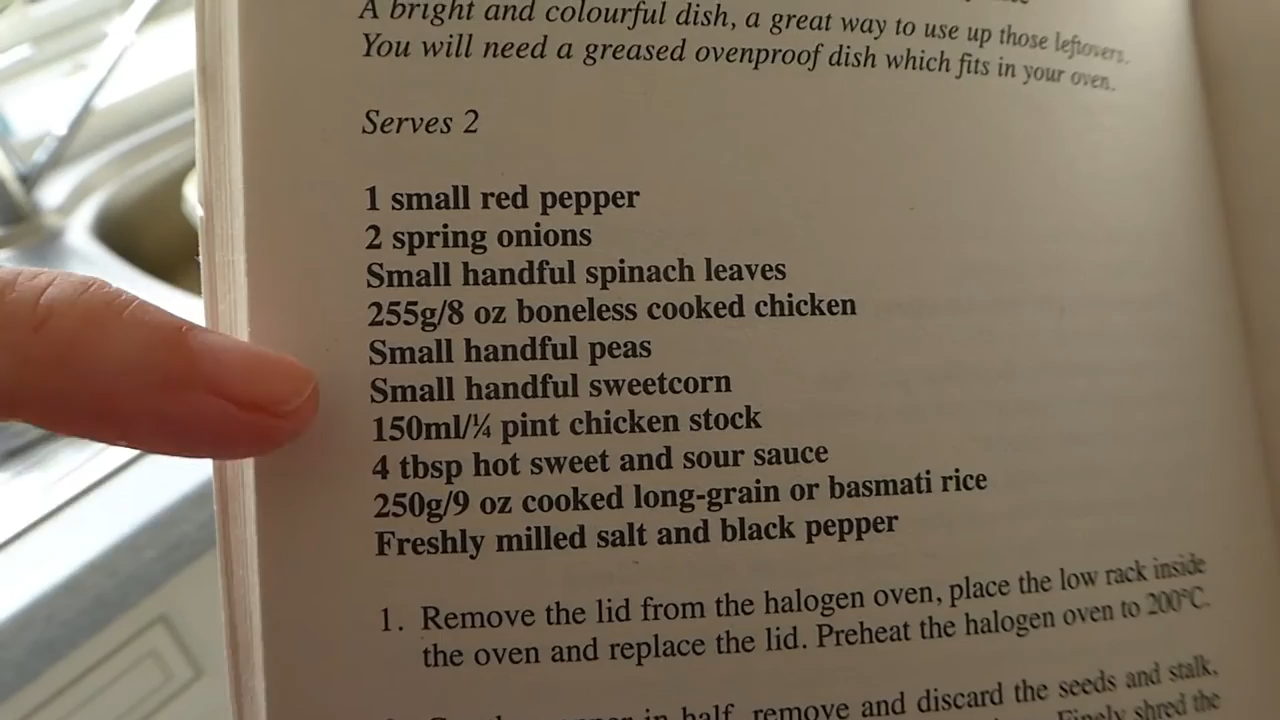 A bright and colourful dish, a great way to use up those leftovers.
You will need a greased ovenproof dish which fits in your oven.
Serves 2
1 small red pepper
2 spring onions
Small handful spinach leaves
255g/8 oz boneless cooked chicken
Small handful peas
Small handful sweetcorn
150ml/¼ pint chicken stock
4 tbsp hot sweet and sour sauce
250g/9 oz cooked long-grain or basmati rice
Freshly milled salt and black pepper
1. Remove the lid from the halogen oven, place the low rack inside
the oven and replace the lid. Preheat the halogen oven to 200°C.
in half, remove and discard the seeds and stalk.
Finely shred the